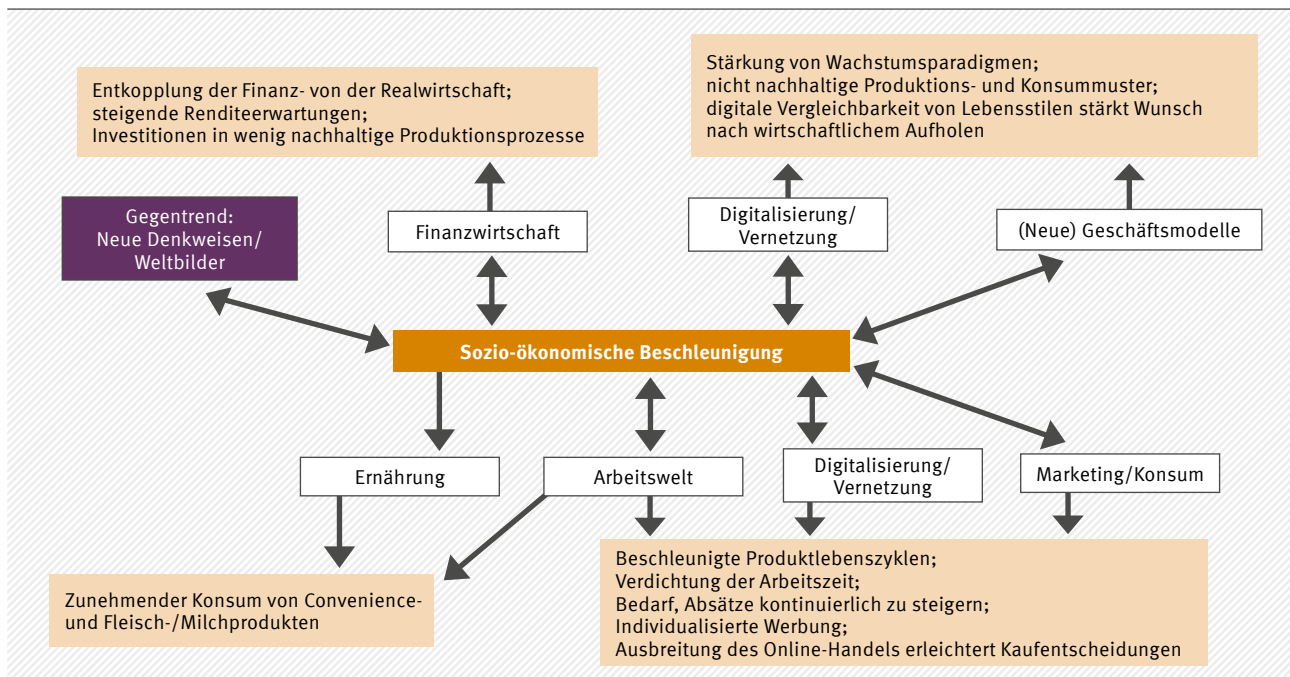 Entkopplung der Finanz- von der Realwirtschaft;
steigende Renditeerwartungen;
Investitionen in wenig nachhaltige Produktionsprozesse
Stärkung von Wachstumsparadigmen;
nicht nachhaltige Produktions- und Konsummuster;
digitale Vergleichbarkeit von Lebensstilen stärkt Wunsch
nach wirtschaftlichem Aufholen
Gegentrend:
Neue Denkweisen/
Weltbilder
Finanzwirtschaft
Digitalisierung/
Vernetzung
(Neue) Geschäftsmodelle
Sozio-ökonomische Beschleunigung
Ernährung
Arbeitswelt
Digitalisierung/
Vernetzung
Marketing/Konsum
Zunehmender Konsum von Convenience-
und Fleisch-/Milchprodukten
Beschleunigte Produktlebenszyklen;
Verdichtung der Arbeitszeit;
Bedarf, Absätze kontinuierlich zu steigern;
Individualisierte Werbung;
Ausbreitung des Online-Handels erleichtert Kaufentscheidungen